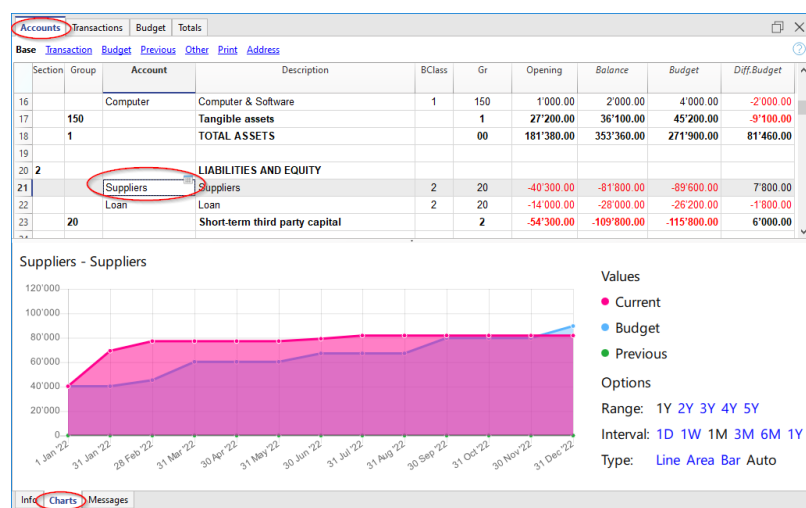 Accounts Transactions Budget Totals
Base Transaction Budget Previous Other Print Address
Section Group Account Description BClass Gr Opening Balance Budget Diff.Budget
16 Computer Computer & Software 1 150 1'000.00 2'000.00 4'000.00 -2'000.00
17 150 Tangible assets 1 27'200.00 36'100.00 45'200.00 -9'100.00
18 1 TOTAL ASSETS 00 181'380.00 353'360.00 271'900.00 81'460.00
19
20 2 LIABILITIES AND EQUITY
21 Suppliers Suppliers 2 20 -40'300.00 -81'800.00 -89'600.00 7'800.00
22 Loan Loan 2 20 -14'000.00 -28'000.00 -26'200.00 -1'800.00
23 20 Short-term third party capital 2 -54'300.00 -109'800.00 -115'800.00 6'000.00
Suppliers - Suppliers
120'000
100'000
80'000
60'000
40'000
20'000
0
1 Jan '22 31 Jan '22 28 Feb '22 31 Mar '22 30 Apr '22 31 May '22 30 Jun '22 31 Jul '22 31 Aug '22 30 Sep '22 31 Oct '22 30 Nov '22 31 Dec '22
Values
Current
Budget
Previous
Options
Range: 1Y 2Y 3Y 4Y 5Y
Interval: 1D 1W 1M 3M 6M 1Y
Type: Line Area Bar Auto
Info Charts Messages